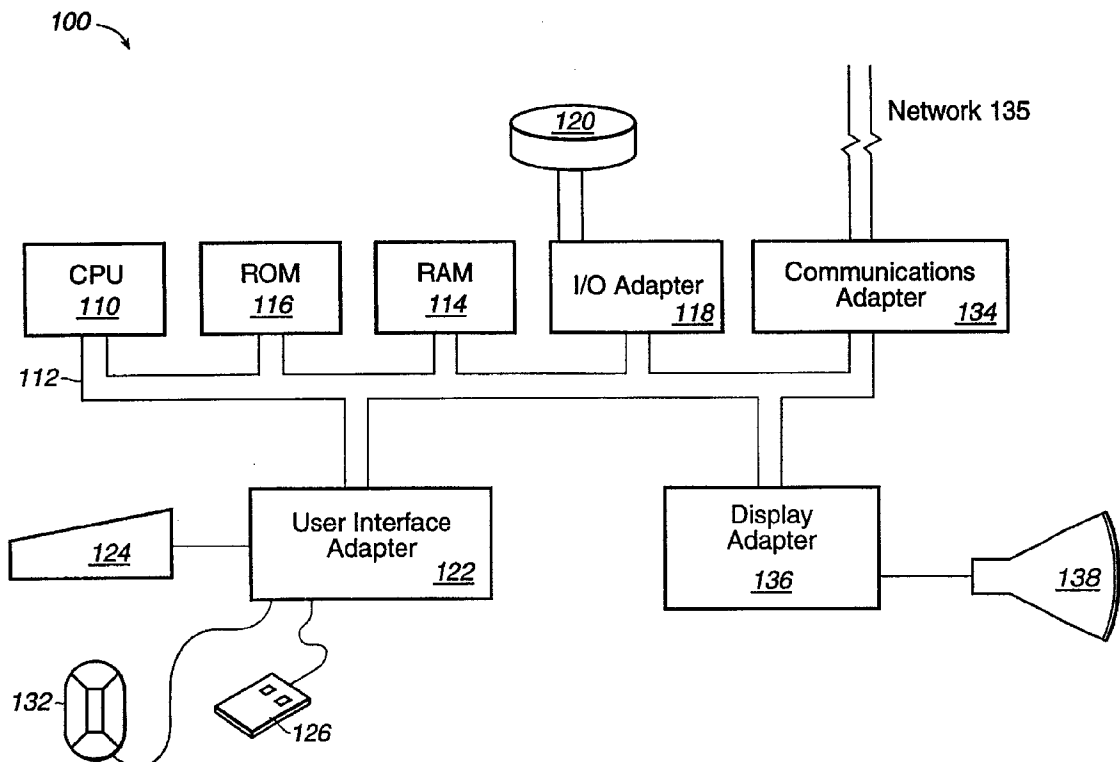 100
Network 135
120
CPU
110
ROM
116
RAM
114
I/O Adapter
118
Communications
Adapter
134
112
User Interface
Adapter
122
124
Display
Adapter
136
138
132
126